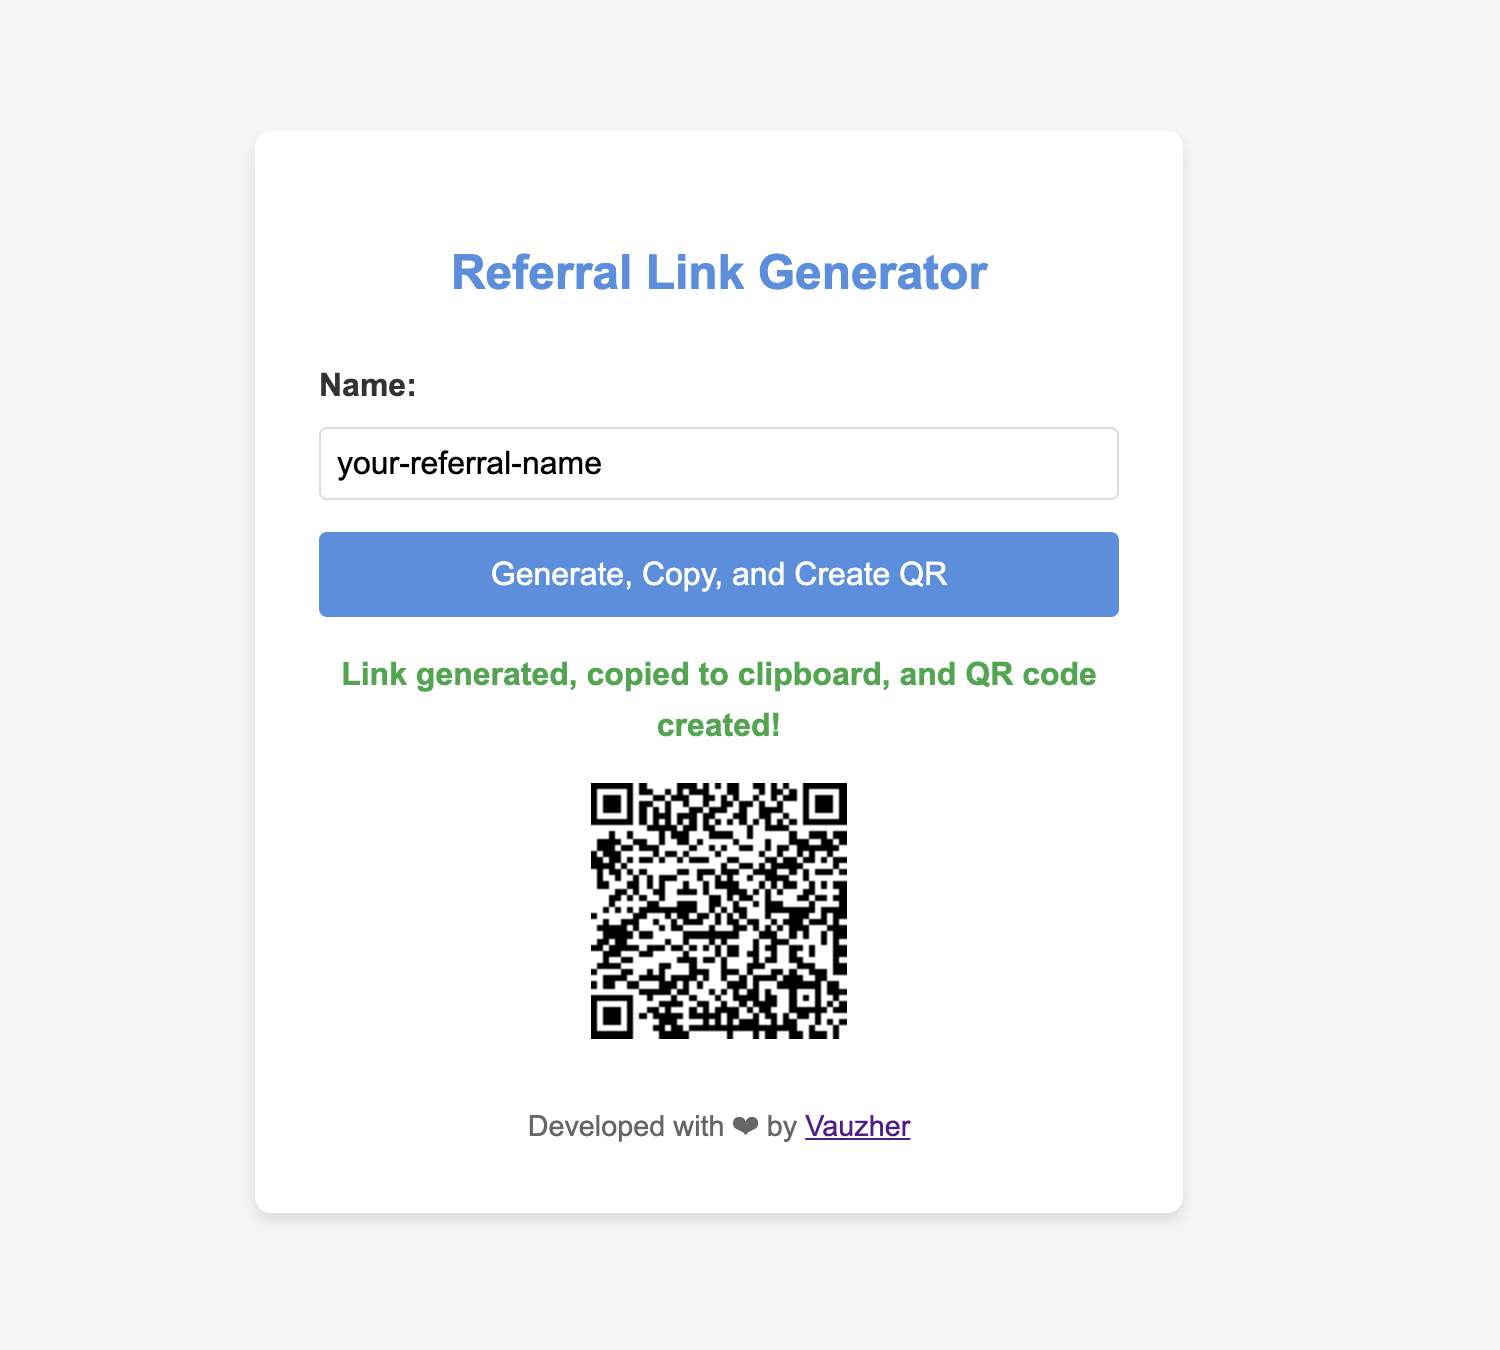 Referral Link Generator
Name:
your-referral-name
Generate, Copy, and Create QR
Link generated, copied to clipboard, and QR code
created!
Developed with ❤ by Vauzher